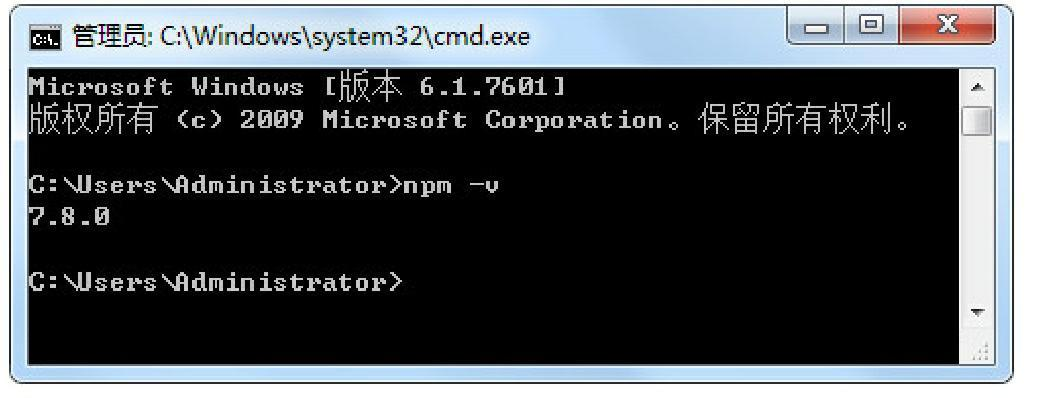 管理员: C:\Windows\system32\cmd.exe
Microsoft Windows [版本 6.1.7601]
版权所有 (c) 2009 Microsoft Corporation。保留所有权利。
C:\Users\Administrator>npm -v
7.8.0
C:\Users\Administrator>